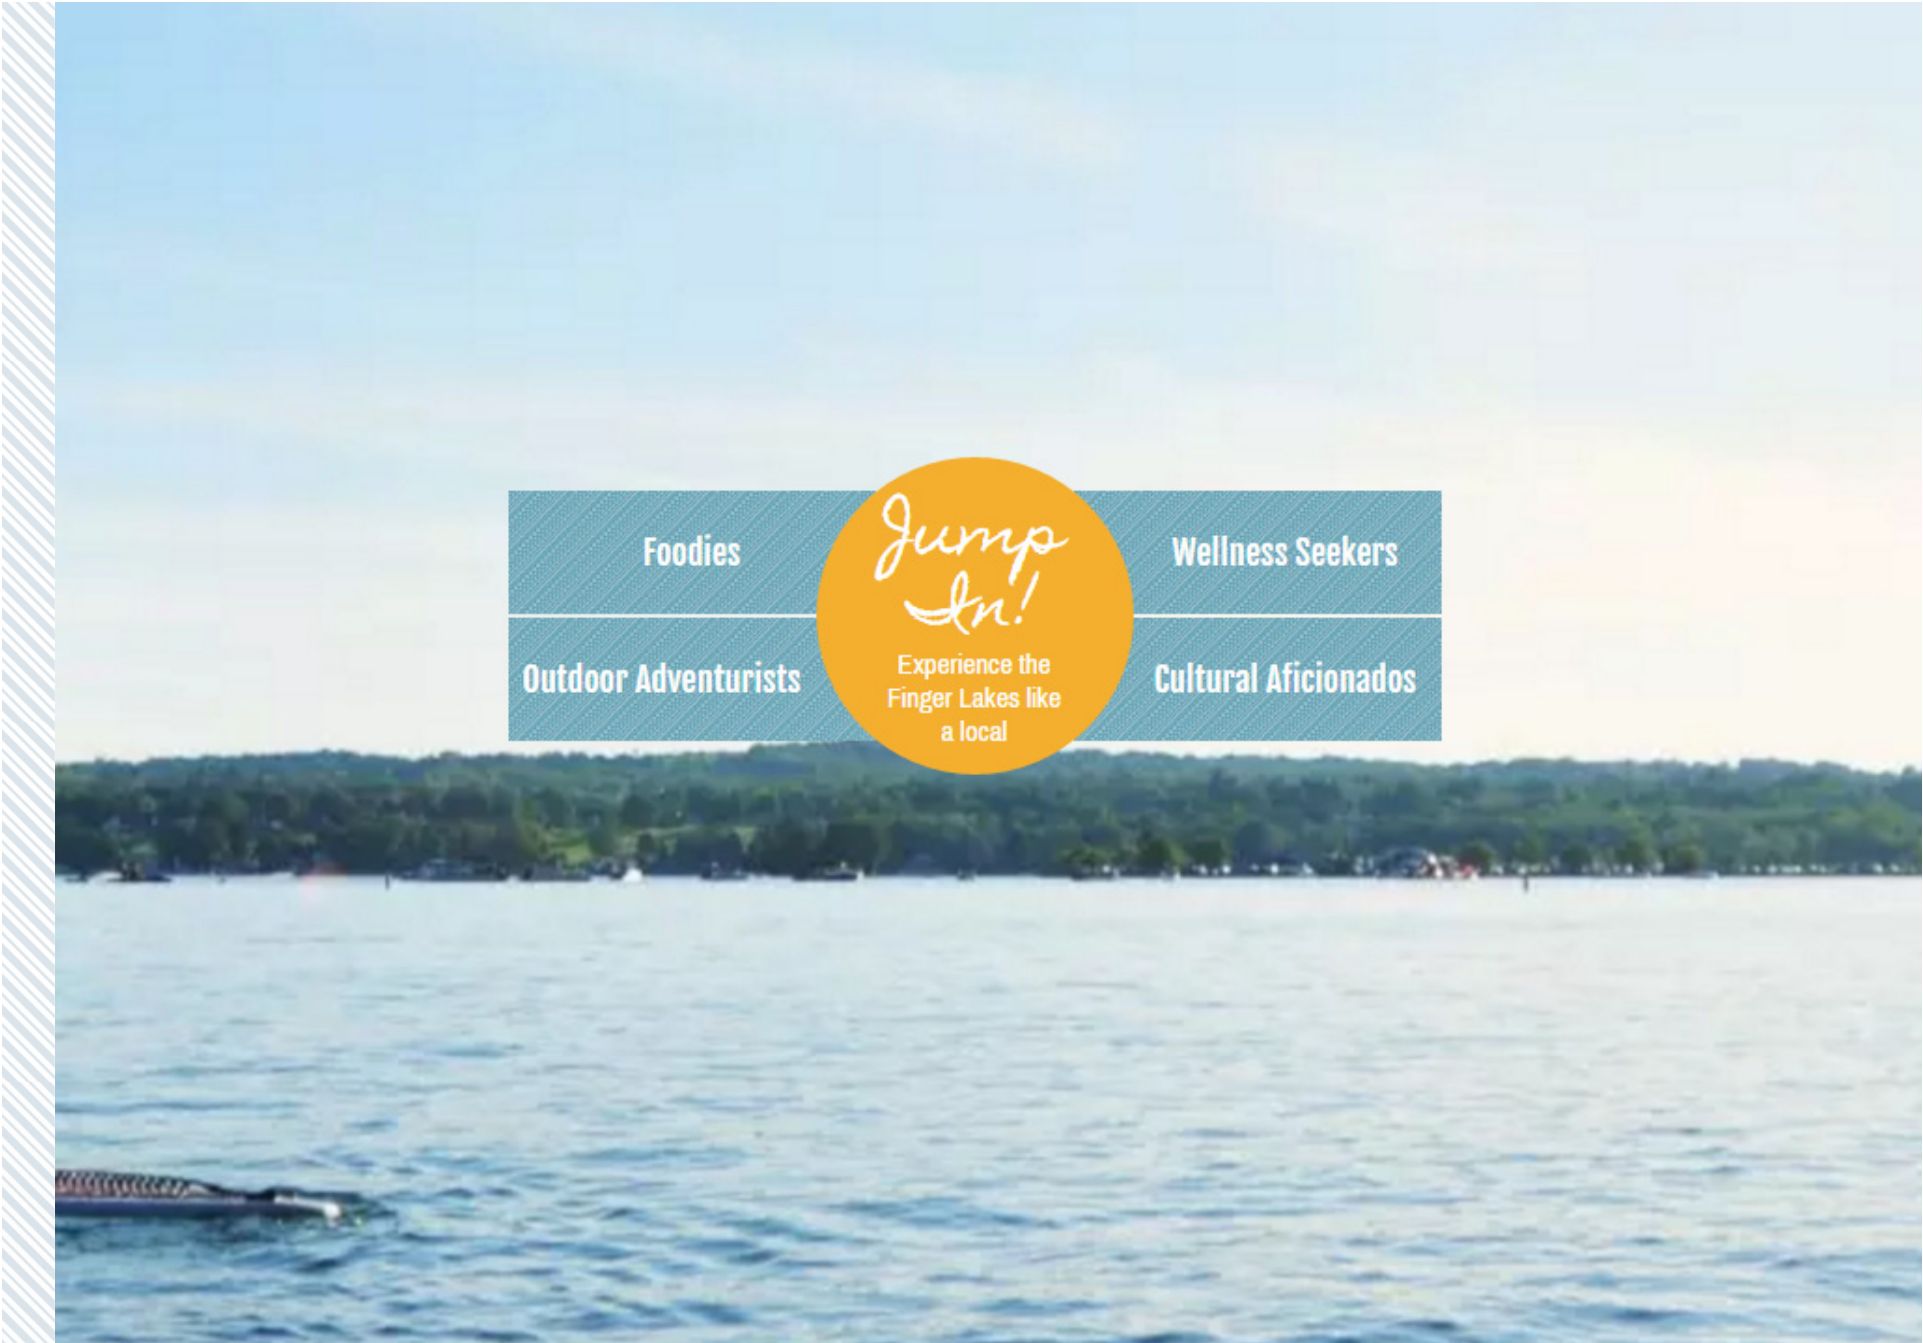 Foodies
Wellness Seekers
Jump
In!
Outdoor Adventurists
Cultural Aficionados
Experience the
Finger Lakes like
a local